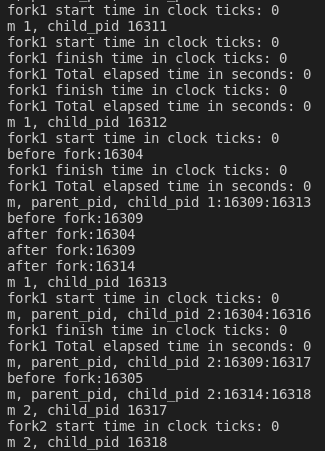 fork1 start time in clock ticks: 0
m 1, child_pid 16311
fork1 start time in clock ticks: 0
fork1 finish time in clock ticks: 0
fork1 Total elapsed time in seconds: 0
fork1 finish time in clock ticks: 0
fork1 Total elapsed time in seconds: 0
m 1, child_pid 16312
fork1 start time in clock ticks: 0
before fork:16304
fork1 finish time in clock ticks: 0
fork1 Total elapsed time in seconds: 0
m, parent_pid, child_pid 1:16309:16313
before fork:16309
after fork:16304
after fork:16309
after fork:16314
m 1, child_pid 16313
fork1 start time in clock ticks: 0
m, parent_pid, child_pid 2:16304:16316
fork1 finish time in clock ticks: 0
fork1 Total elapsed time in seconds: 0
m, parent_pid, child_pid 2:16309:16317
before fork:16305
m, parent_pid, child_pid 2:16314:16318
m 2, child_pid 16317
fork2 start time in clock ticks: 0
m 2, child_pid 16318